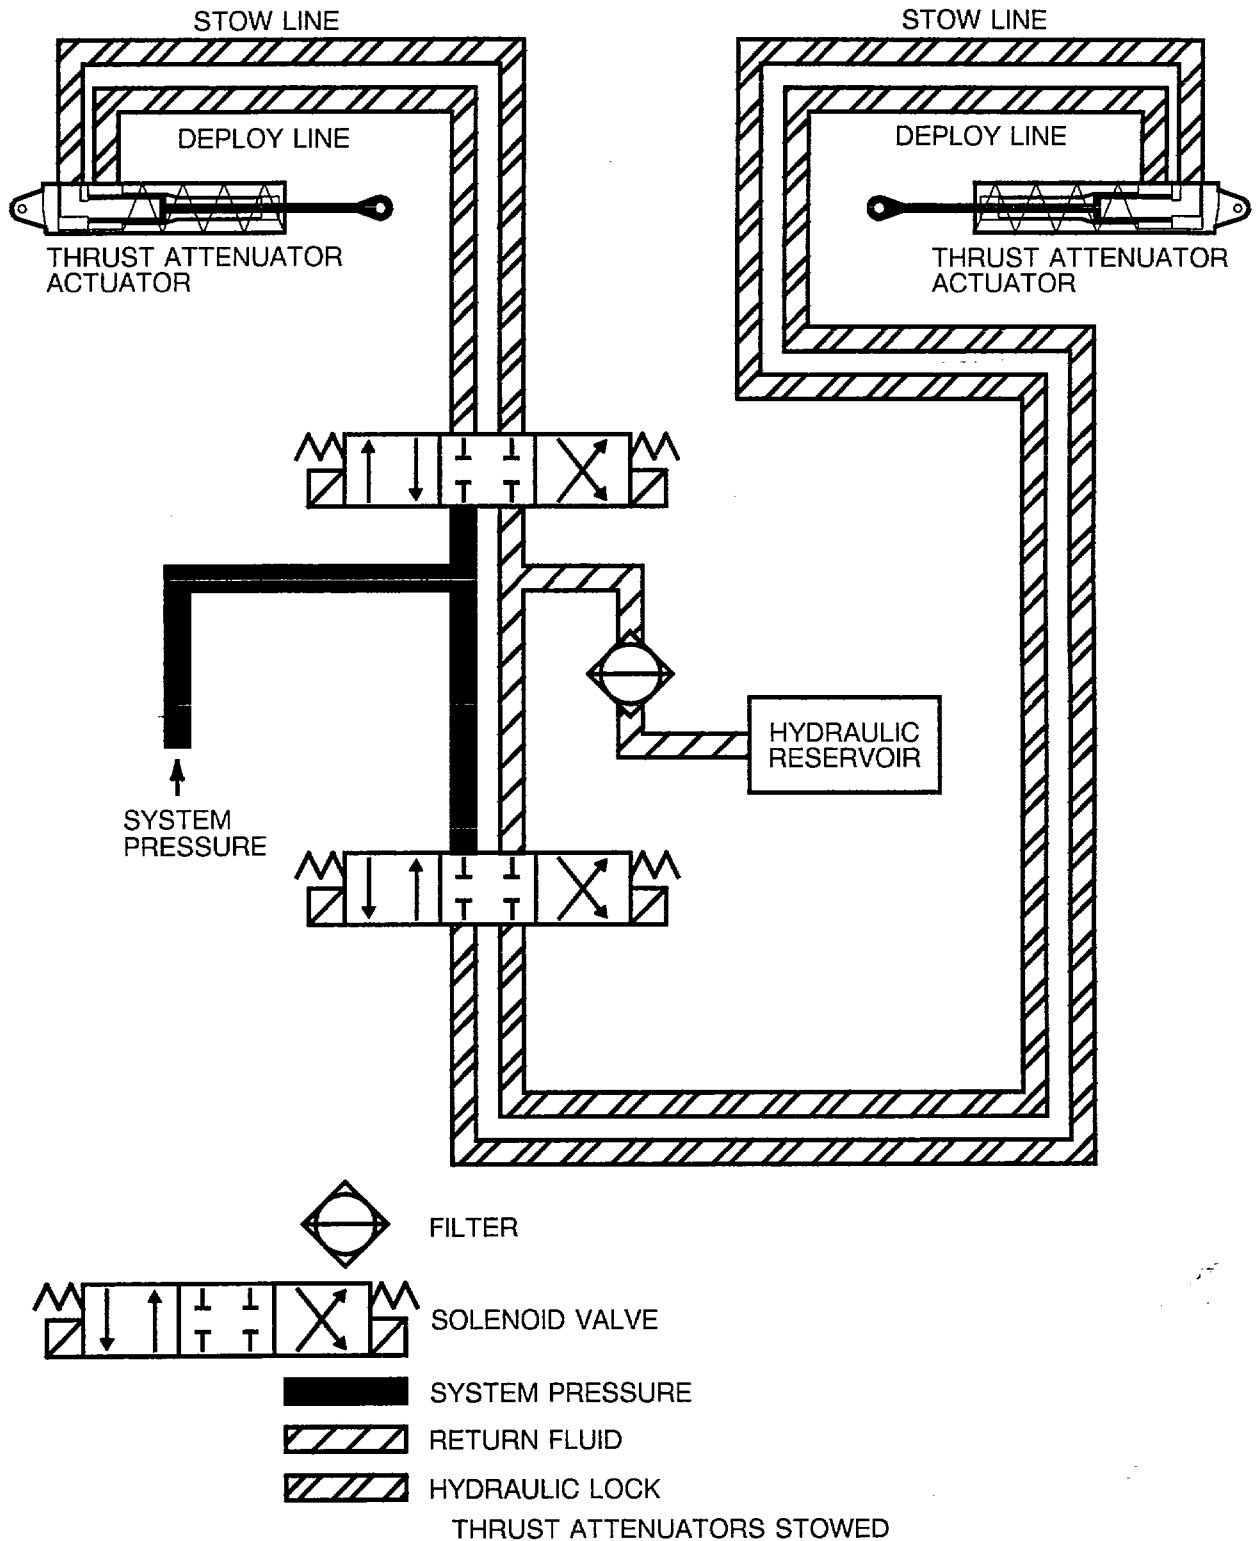 STOW LINE
STOW LINE
DEPLOY LINE
DEPLOY LINE
THRUST ATTENUATOR
ACTUATOR
THRUST ATTENUATOR
ACTUATOR
HYDRAULIC
RESERVOIR
SYSTEM
PRESSURE
FILTER
SOLENOID VALVE
SYSTEM PRESSURE
RETURN FLUID
HYDRAULIC LOCK
THRUST ATTENUATORS STOWED